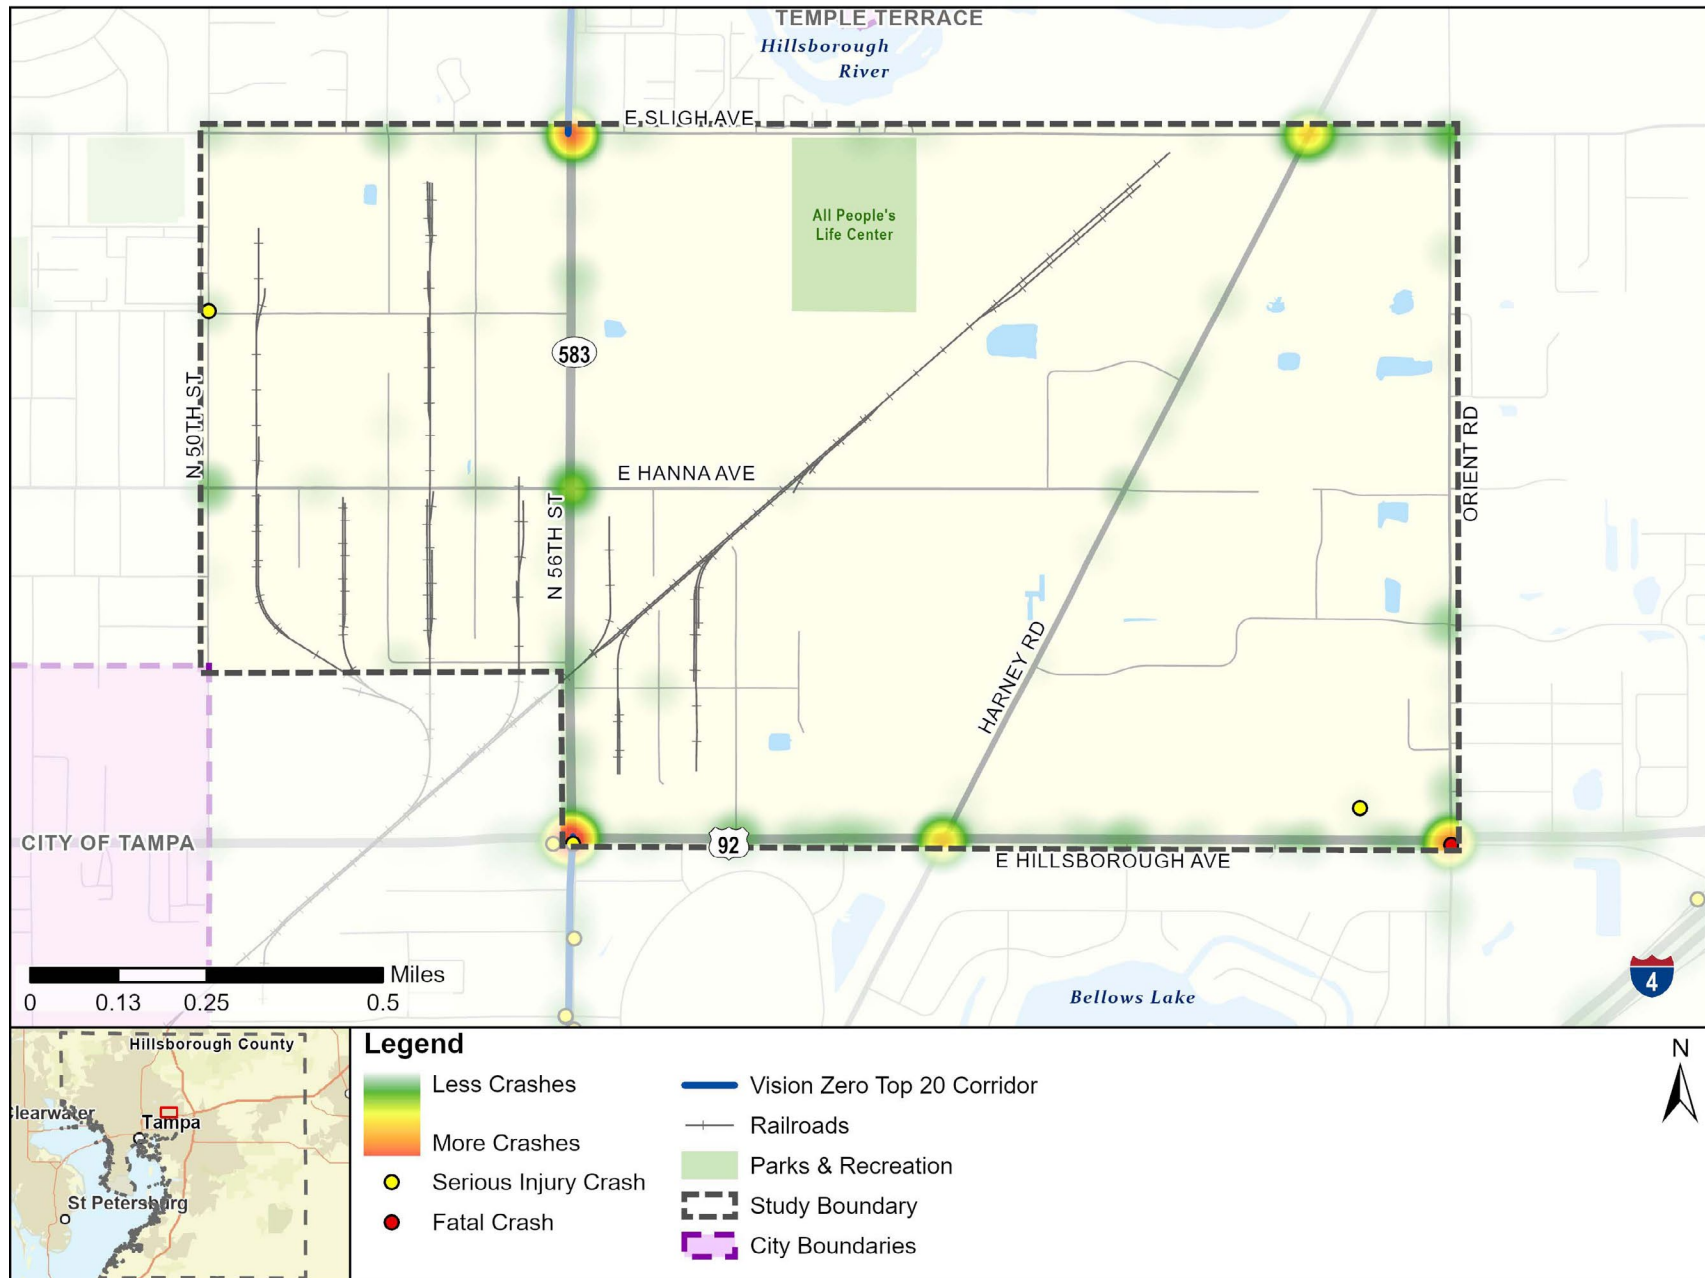 TEMPLE TERRACE
Hillsborough
River
E SLIGH AVE
All People's
Life Center
583
N 50TH ST
E HANNA AVE
N 56TH ST
ORIENT RD
HARNEY RD
CITY OF TAMPA
92
E HILLSBOROUGH AVE
Miles
0 0.13 0.25 0.5
Bellows Lake
4
Hillsborough County
Clearwater
Tampa
St Petersburg
Legend
Less Crashes
More Crashes
Serious Injury Crash
Fatal Crash
Vision Zero Top 20 Corridor
Railroads
Parks & Recreation
Study Boundary
City Boundaries
N